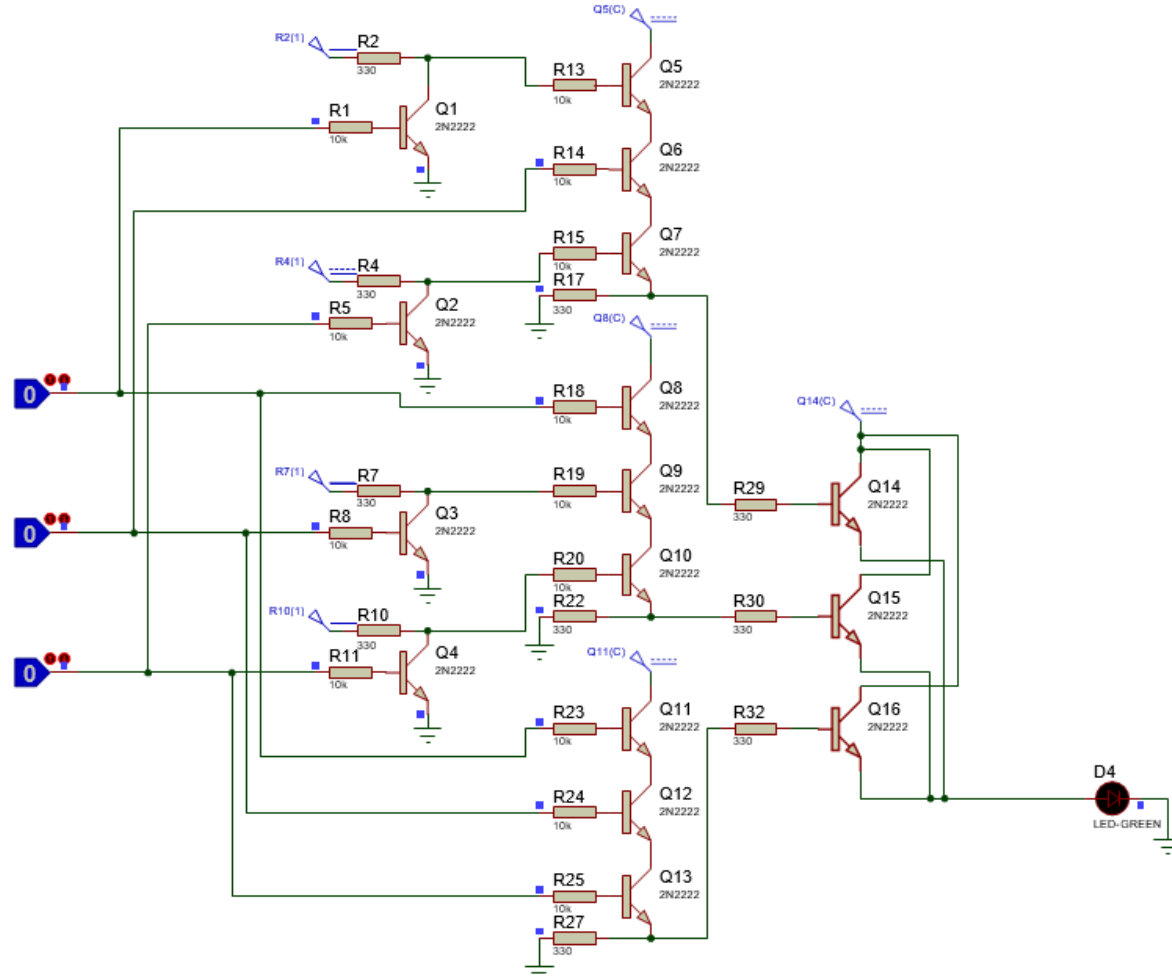 Q5(C)
R2(1)
R2
330
R13
10k
Q5
2N2222
R1
10k
Q1
2N2222
R14
10k
Q6
2N2222
R15
10k
Q7
2N2222
R4(1)
R4
330
R17
330
R5
10k
Q2
2N2222
Q8(C)
0
R18
10k
Q8
2N2222
Q14(C)
R7(1)
R7
330
R19
10k
Q9
2N2222
R29
330
Q14
2N2222
0
R8
10k
Q3
2N2222
R20
10k
Q10
2N2222
R10(1)
R10
330
R22
330
R30
330
Q15
2N2222
0
R11
10k
Q4
2N2222
Q11(C)
R23
10k
Q11
2N2222
R32
330
Q16
2N2222
D4
LED-GREEN
R24
10k
Q12
2N2222
R25
10k
Q13
2N2222
R27
330